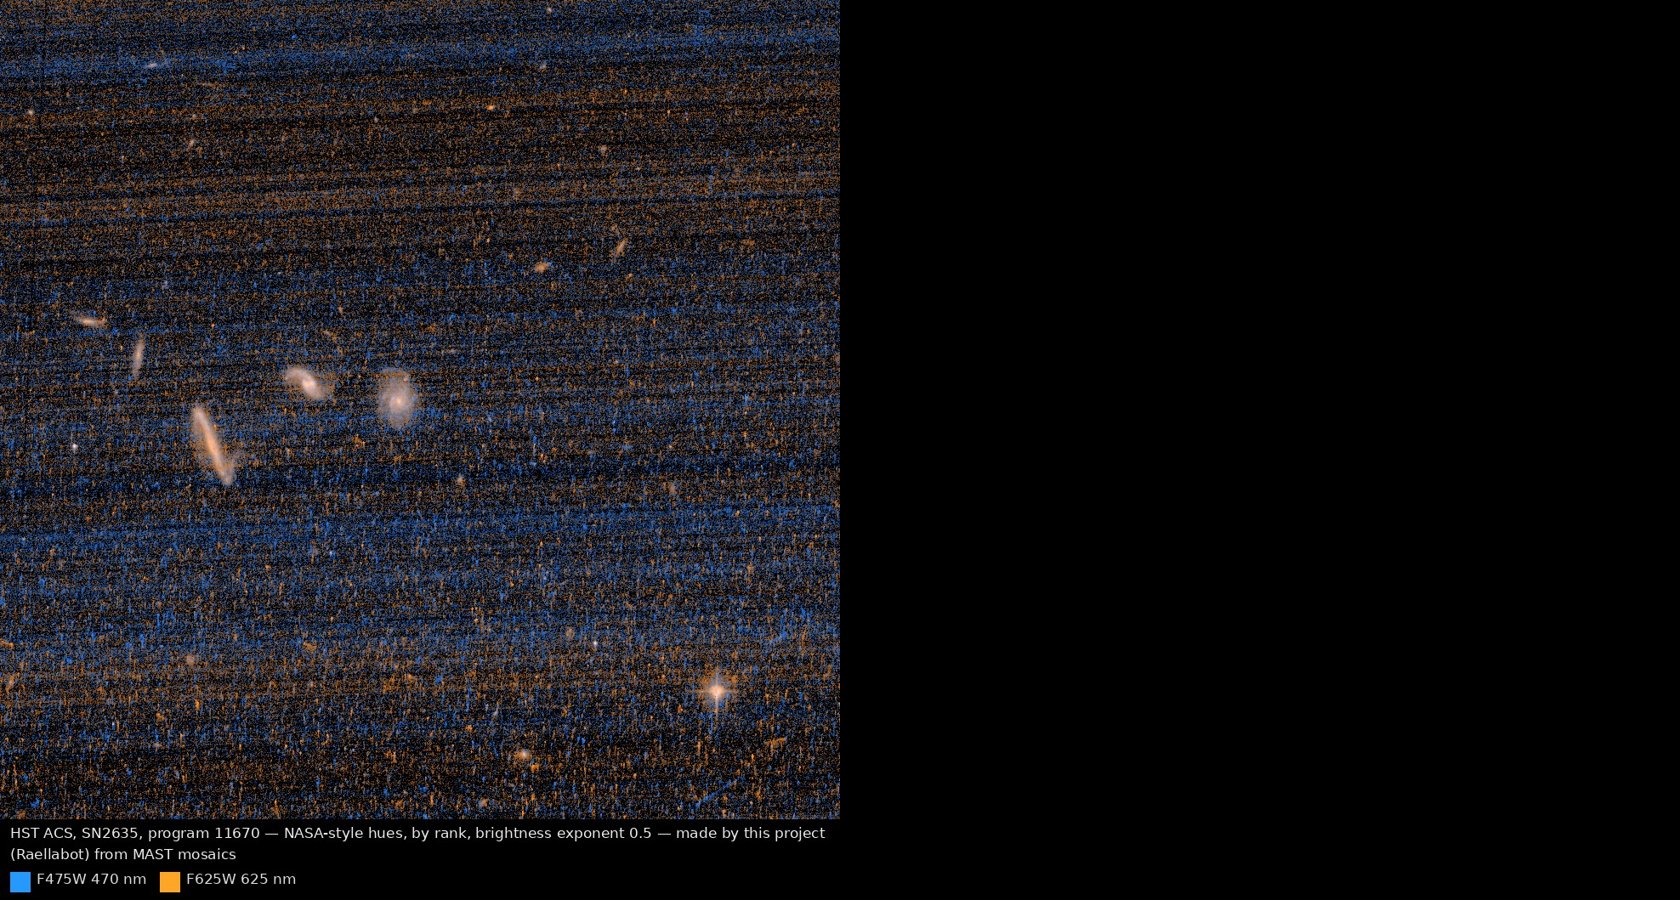 HST ACS, SN2635, program 11670 — NASA-style hues, by rank, brightness exponent 0.5 — made by this project
(Raellabot) from MAST mosaics
F475W 470 nm F625W 625 nm